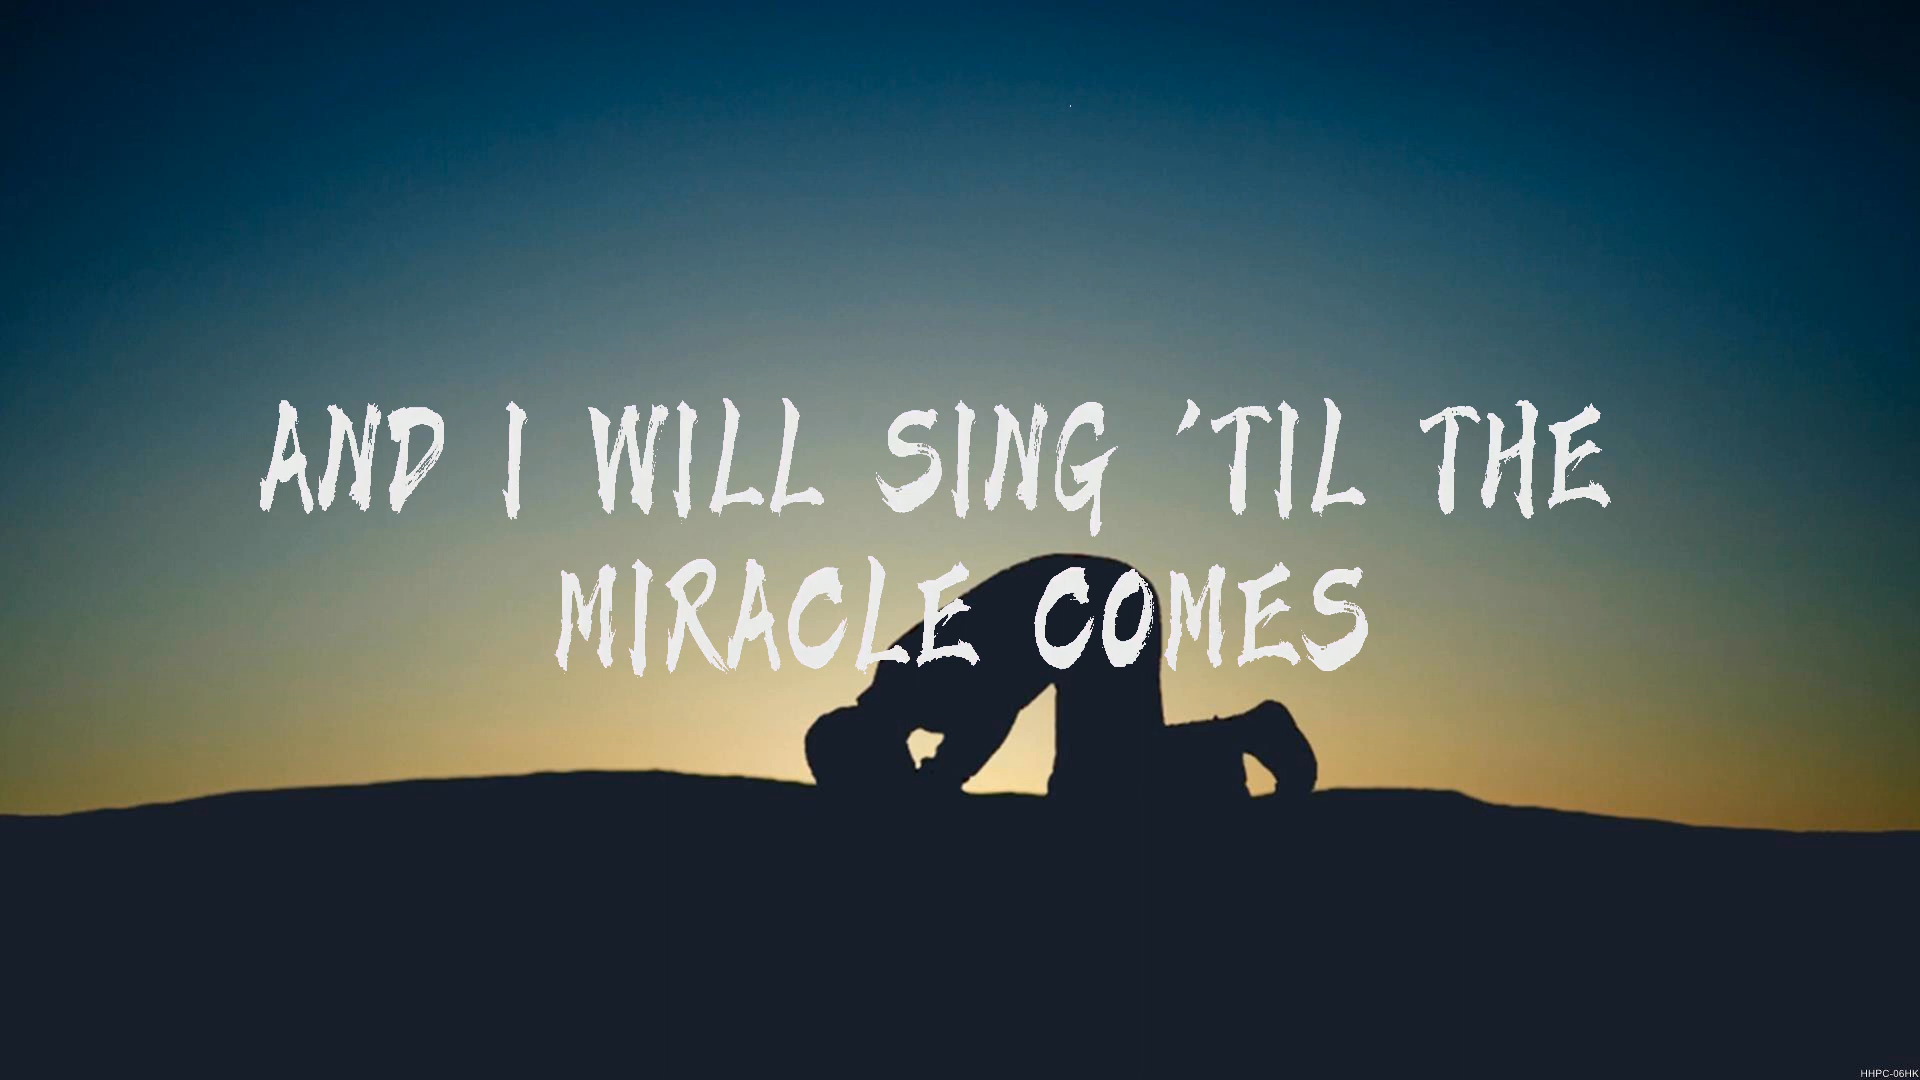 AND I WILL SING 'TIL THE
MIRACLE COMES
HHPC-06HK